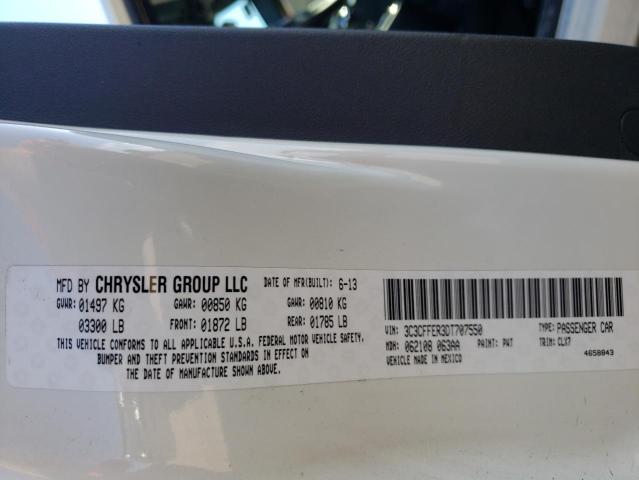 MFD BY CHRYSLER GROUP LLC DATE OF MFR(BUILT): 6-13
GVWR: 01497 KG GAWR: 00850 KG GAWR: 00810 KG
03300 LB FRONT: 01872 LB REAR: 01785 LB
THIS VEHICLE CONFORMS TO ALL APPLICABLE U.S.A. FEDERAL MOTOR VEHICLE SAFETY,
BUMPER AND THEFT PREVENTION STANDARDS IN EFFECT ON
THE DATE OF MANUFACTURE SHOWN ABOVE.
VIN: 3C3CFFER3DT707550 TYPE: PASSENGER CAR
MDH: 062108 063AA PAINT: PWT TRIM: CLX7
VEHICLE MADE IN MEXICO 4658843